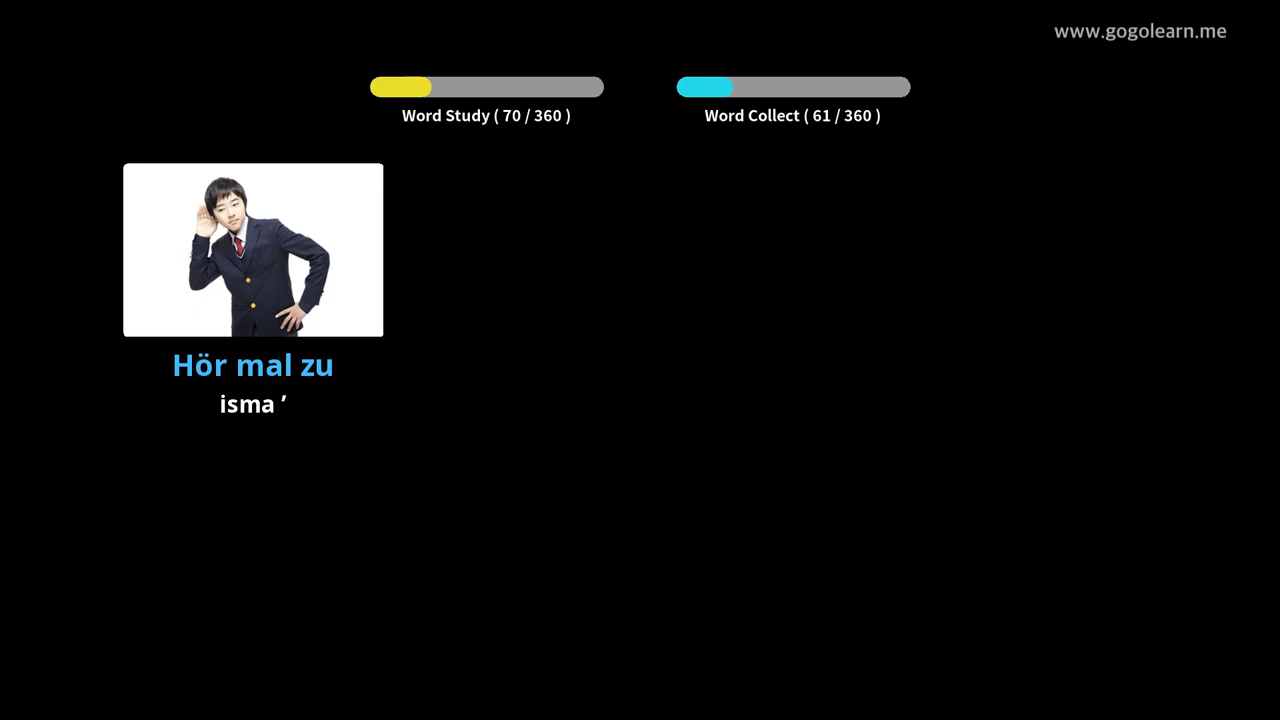 www.gogolearn.me
Word Study ( 70 / 360 )
Word Collect ( 61 / 360 )
Hör mal zu
isma ’